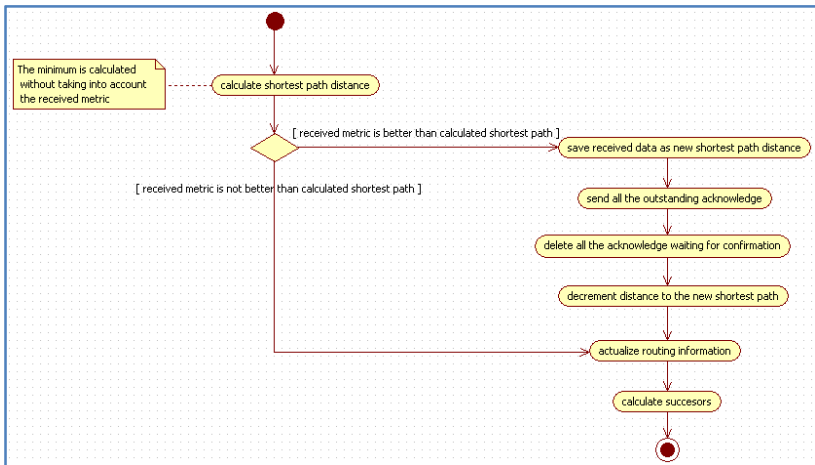 The minimum is calculated
without taking into account
the received metric
calculate shortest path distance
[ received metric is better than calculated shortest path ]
save received data as new shortest path distance
[ received metric is not better than calculated shortest path ]
send all the outstanding acknowledge
delete all the acknowledge waiting for confirmation
decrement distance to the new shortest path
actualize routing information
calculate succesors